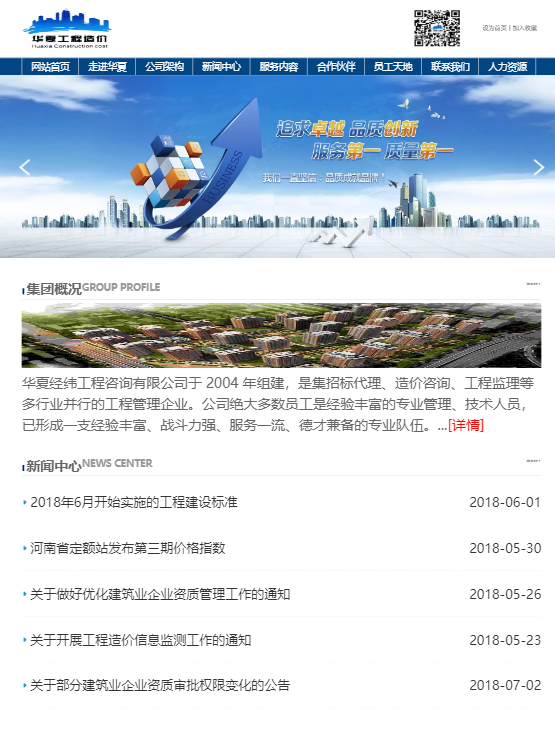 华夏工程造价
Huaxia Construction cost
设为首页 | 加入收藏
网站首页 走进华夏 公司架构 新闻中心 服务内容 合作伙伴 员工天地 联系我们 人力资源
追求卓越 品质创新
服务第一 质量第一
我们一直坚信：品质成就品牌！
BUSINESS
集团概况GROUP PROFILE
华夏经纬工程咨询有限公司于 2004 年组建，是集招标代理、造价咨询、工程监理等
多行业并行的工程管理企业。公司绝大多数员工是经验丰富的专业管理、技术人员，
已形成一支经验丰富、战斗力强、服务一流、德才兼备的专业队伍。...[详情]
新闻中心NEWS CENTER
2018年6月开始实施的工程建设标准 2018-06-01
河南省定额站发布第三期价格指数 2018-05-30
关于做好优化建筑业企业资质管理工作的通知 2018-05-26
关于开展工程造价信息监测工作的通知 2018-05-23
关于部分建筑业企业资质审批权限变化的公告 2018-07-02